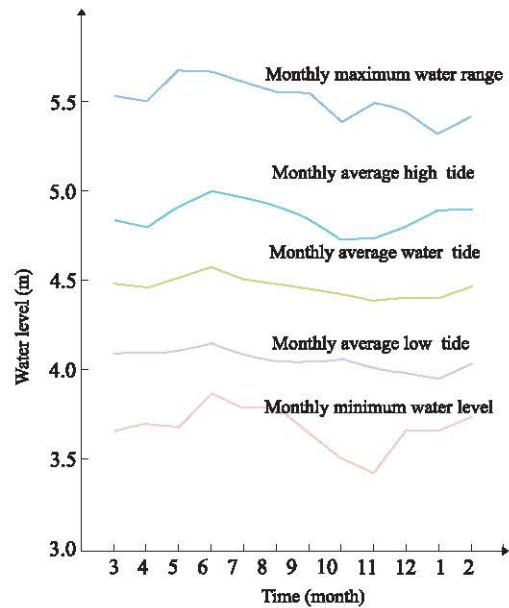 Monthly maximum water range
5.5
Monthly average high tide
5.0
Monthly average water tide
4.5
Monthly average low tide
4.0
Monthly minimum water level
3.5
3.0
Water level (m)
3 4 5 6 7 8 9 10 11 12 1 2
Time (month)